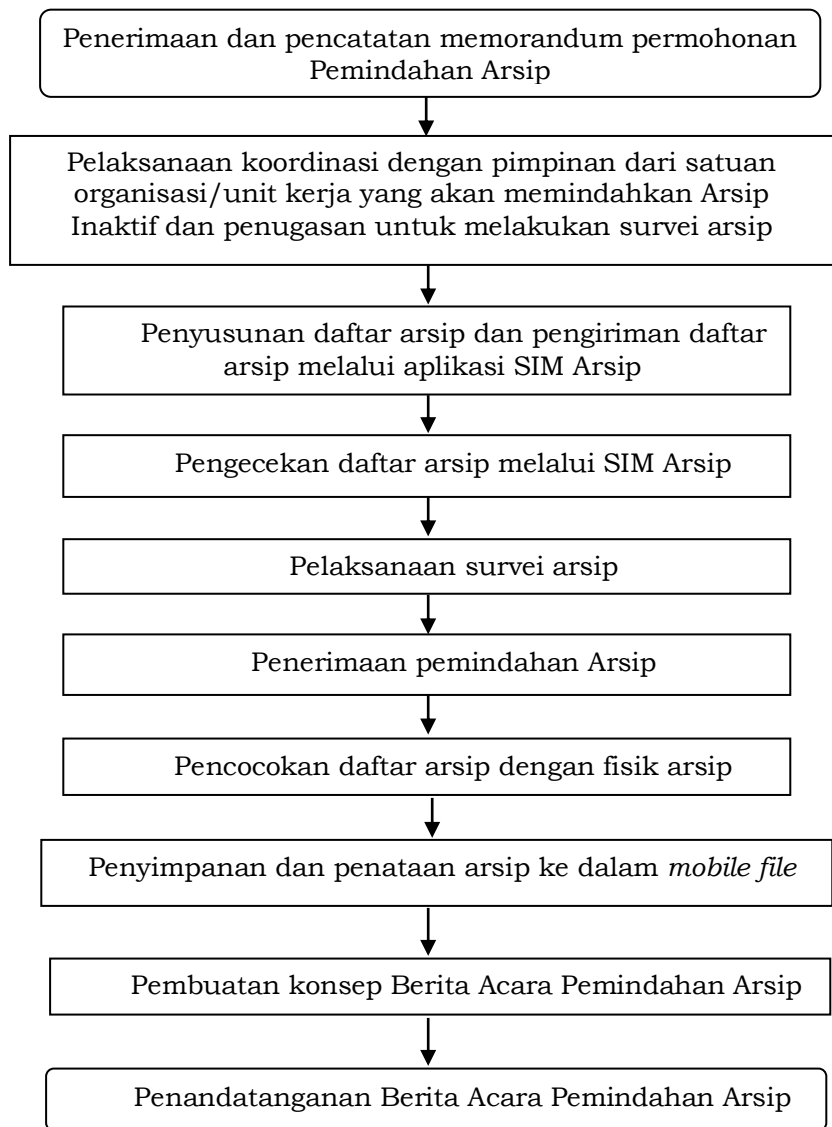 Penerimaan dan pencatatan memorandum permohonan
Pemindahan Arsip
Pelaksanaan koordinasi dengan pimpinan dari satuan
organisasi/unit kerja yang akan memindahkan Arsip
Inaktif dan penugasan untuk melakukan survei arsip
Penyusunan daftar arsip dan pengiriman daftar
arsip melalui aplikasi SIM Arsip
Pengecekan daftar arsip melalui SIM Arsip
Pelaksanaan survei arsip
Penerimaan pemindahan Arsip
Pencocokan daftar arsip dengan fisik arsip
Penyimpanan dan penataan arsip ke dalam mobile file
Pembuatan konsep Berita Acara Pemindahan Arsip
Penandatanganan Berita Acara Pemindahan Arsip